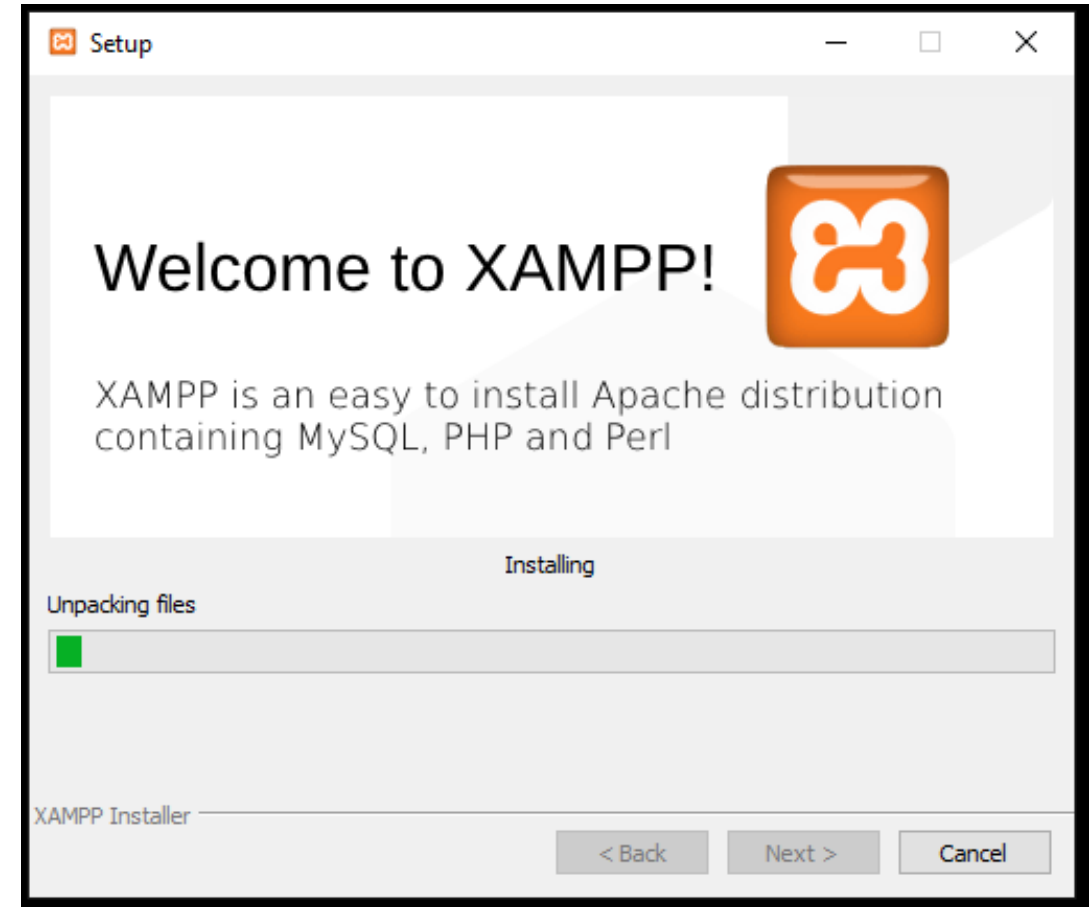 Setup
Welcome to XAMPP!
XAMPP is an easy to install Apache distribution
containing MySQL, PHP and Perl
Installing
Unpacking files
XAMPP Installer
< Back Next > Cancel